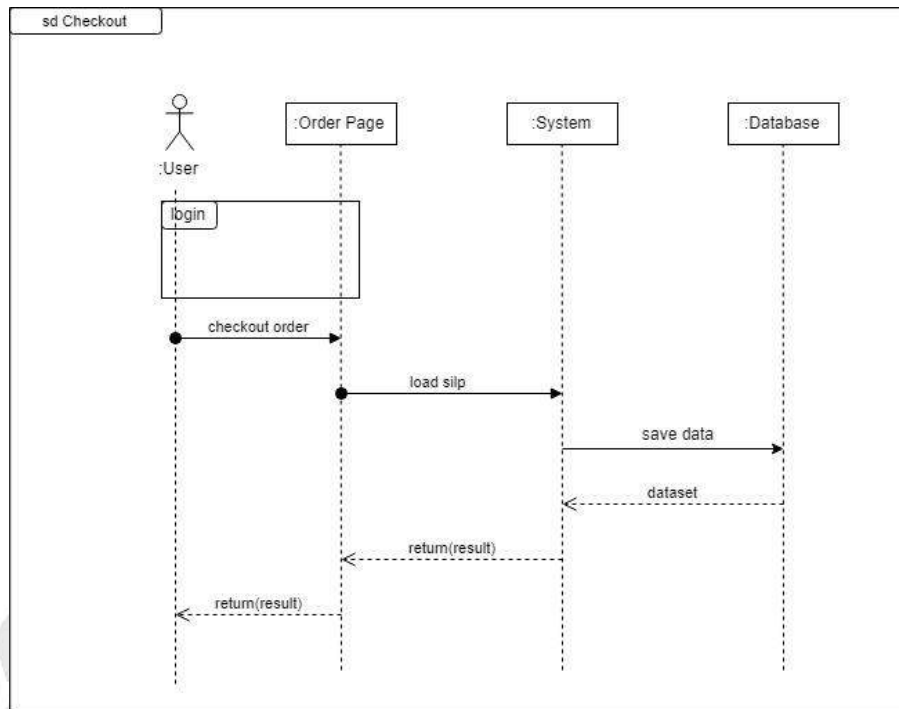 sd Checkout
:User
:Order Page
:System
:Database
login
checkout order
load silp
save data
dataset
return(result)
return(result)